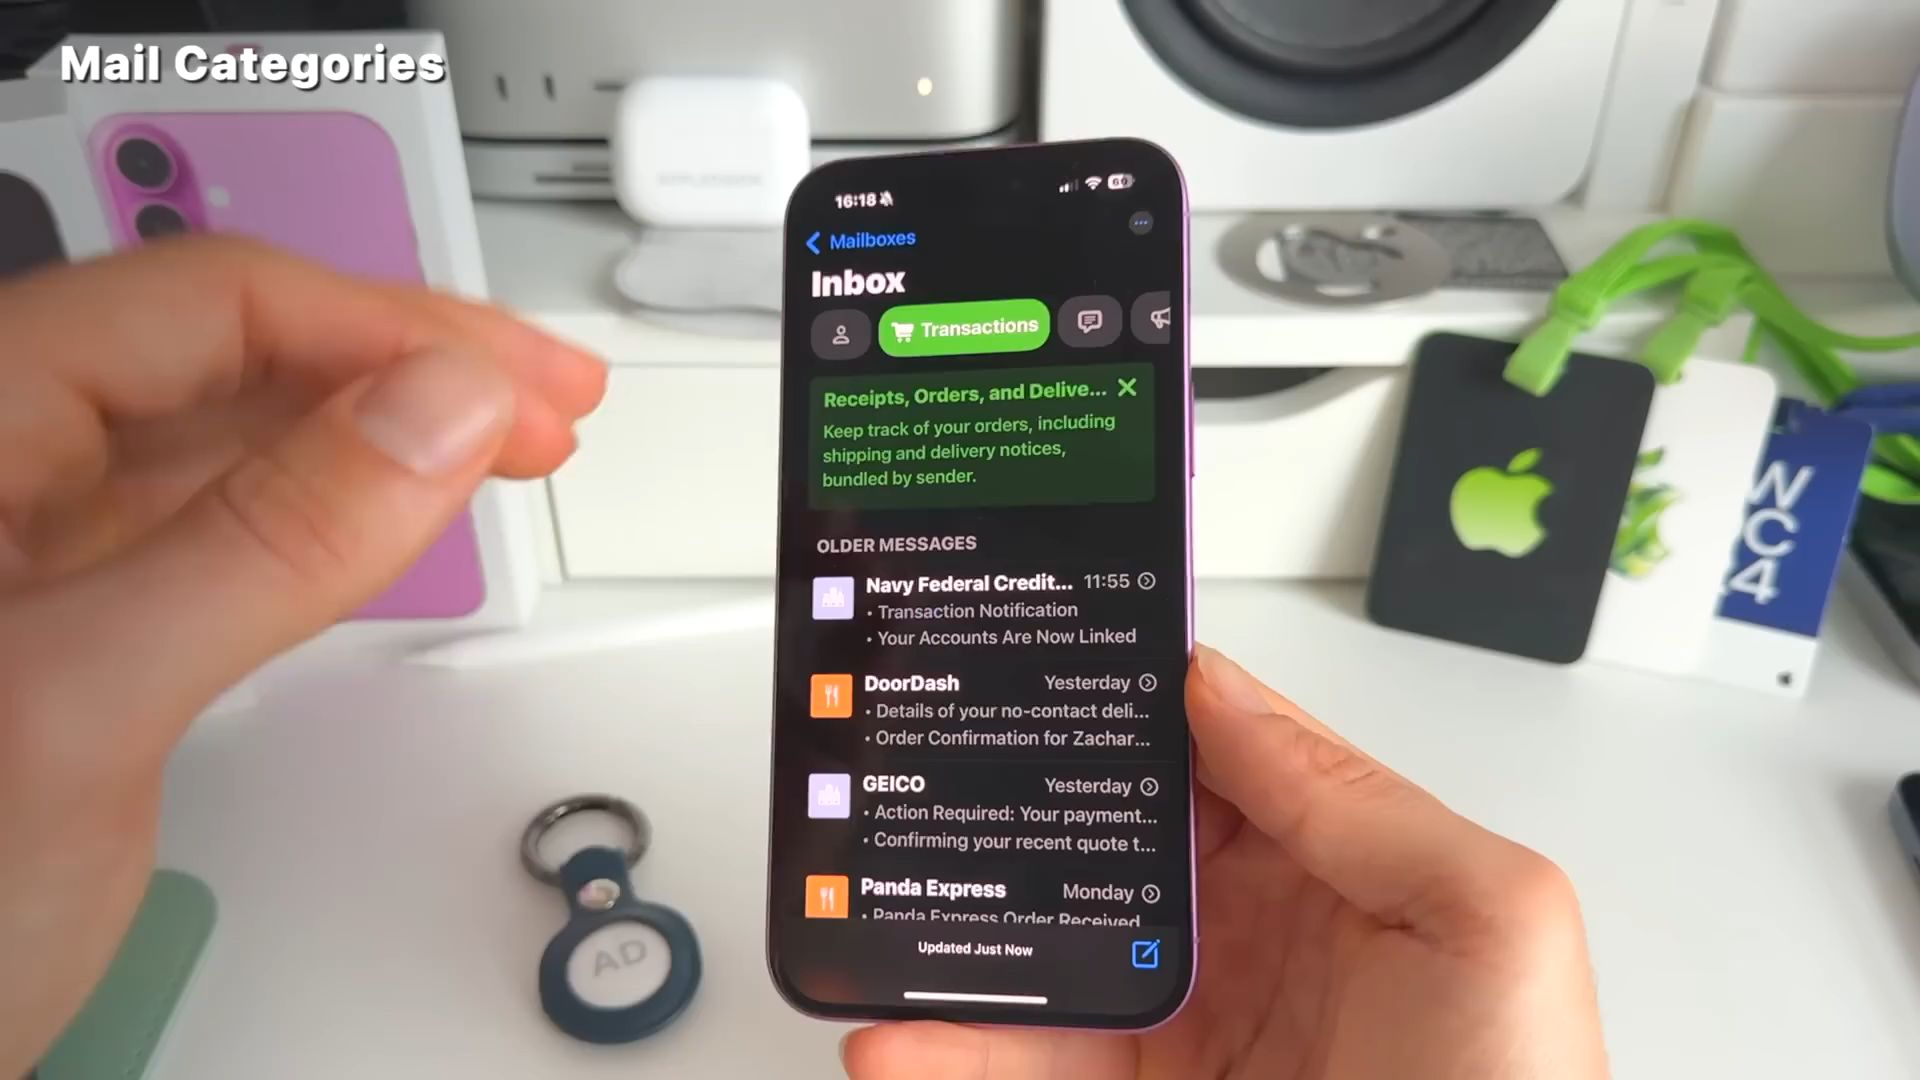 Mail Categories
16:18
60
Mailboxes
Inbox
Transactions
Receipts, Orders, and Delive...
Keep track of your orders, including
shipping and delivery notices,
bundled by sender.
OLDER MESSAGES
Navy Federal Credit... 11:55
• Transaction Notification
• Your Accounts Are Now Linked
DoorDash Yesterday
• Details of your no-contact deli...
• Order Confirmation for Zachar...
GEICO Yesterday
• Action Required: Your payment...
• Confirming your recent quote t...
Panda Express Monday
• Panda Express Order Received
Updated Just Now
AD
W
C
4